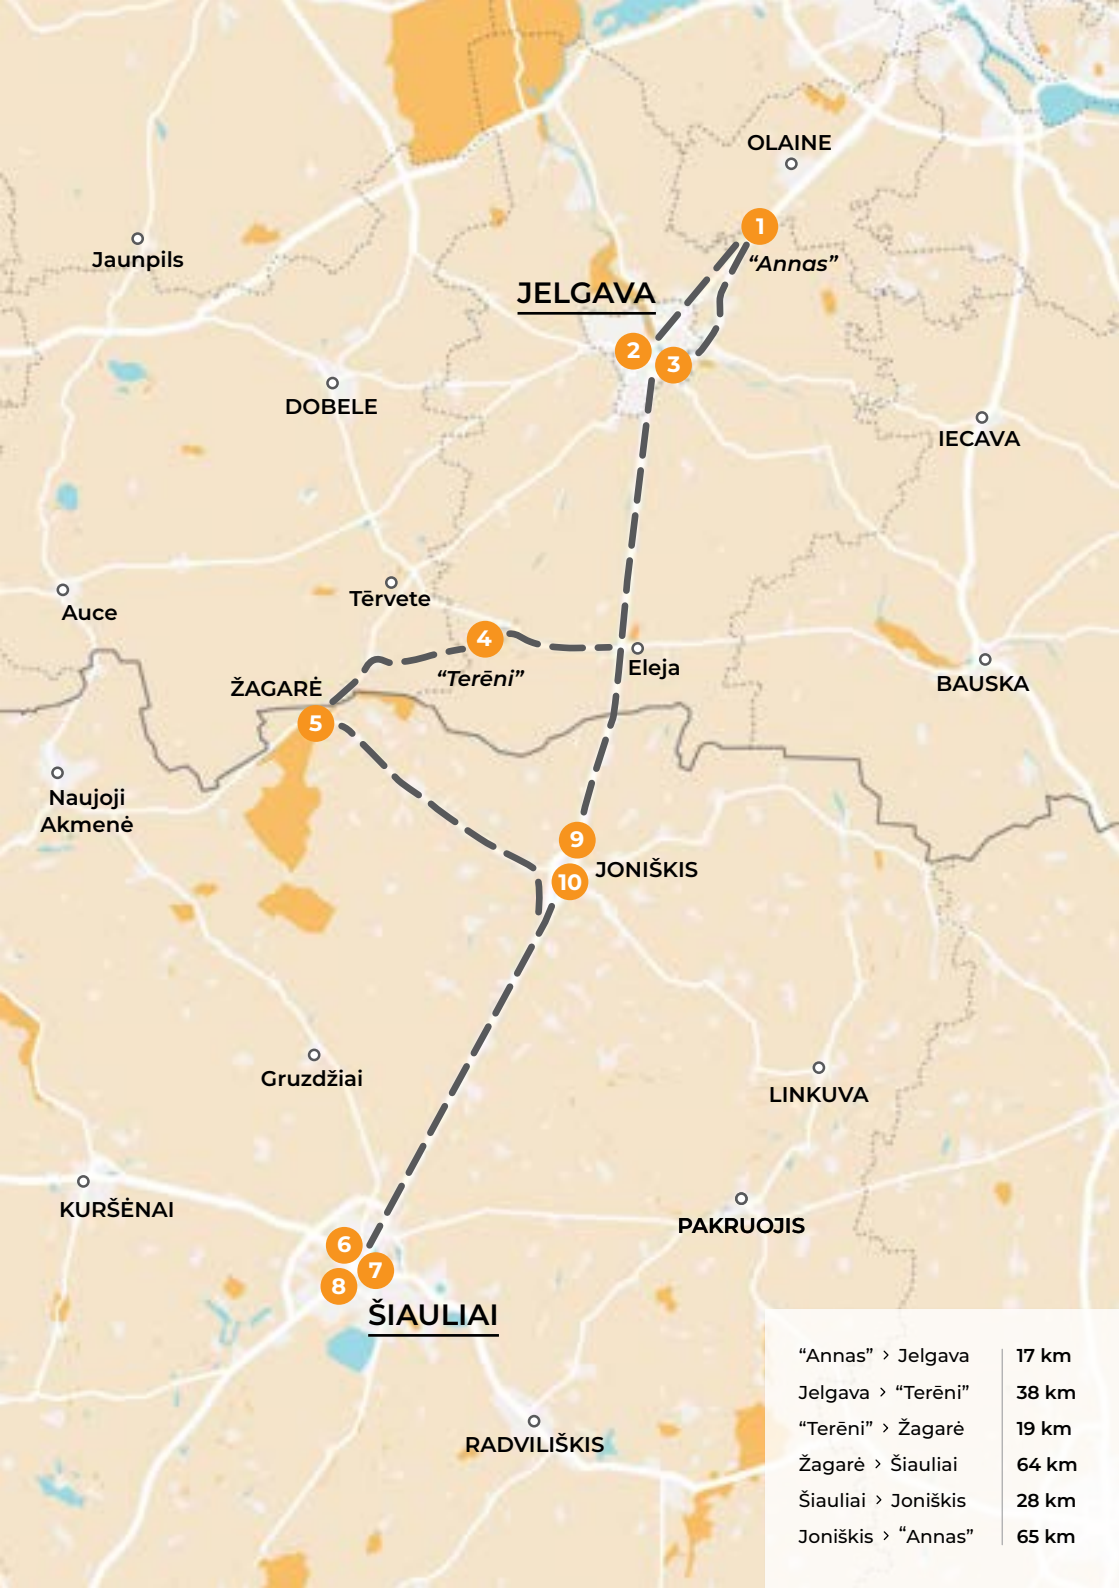 OLAINE
1
“Annas”
Jaunpils
JELGAVA
2
3
DOBELE
IECAVA
Auce
Tērvete
4
“Terēni”
Eleja
BAUSKA
ŽAGARĖ
5
Naujoji
Akmenė
9
JONIŠKIS
10
Gruzdžiai
LINKUVA
KURŠĖNAI
PAKRUOJIS
6
7
8
ŠIAULIAI
RADVILIŠKIS
“Annas” › Jelgava 17 km
Jelgava › “Terēni” 38 km
“Terēni” › Žagarė 19 km
Žagarė › Šiauliai 64 km
Šiauliai › Joniškis 28 km
Joniškis › “Annas” 65 km